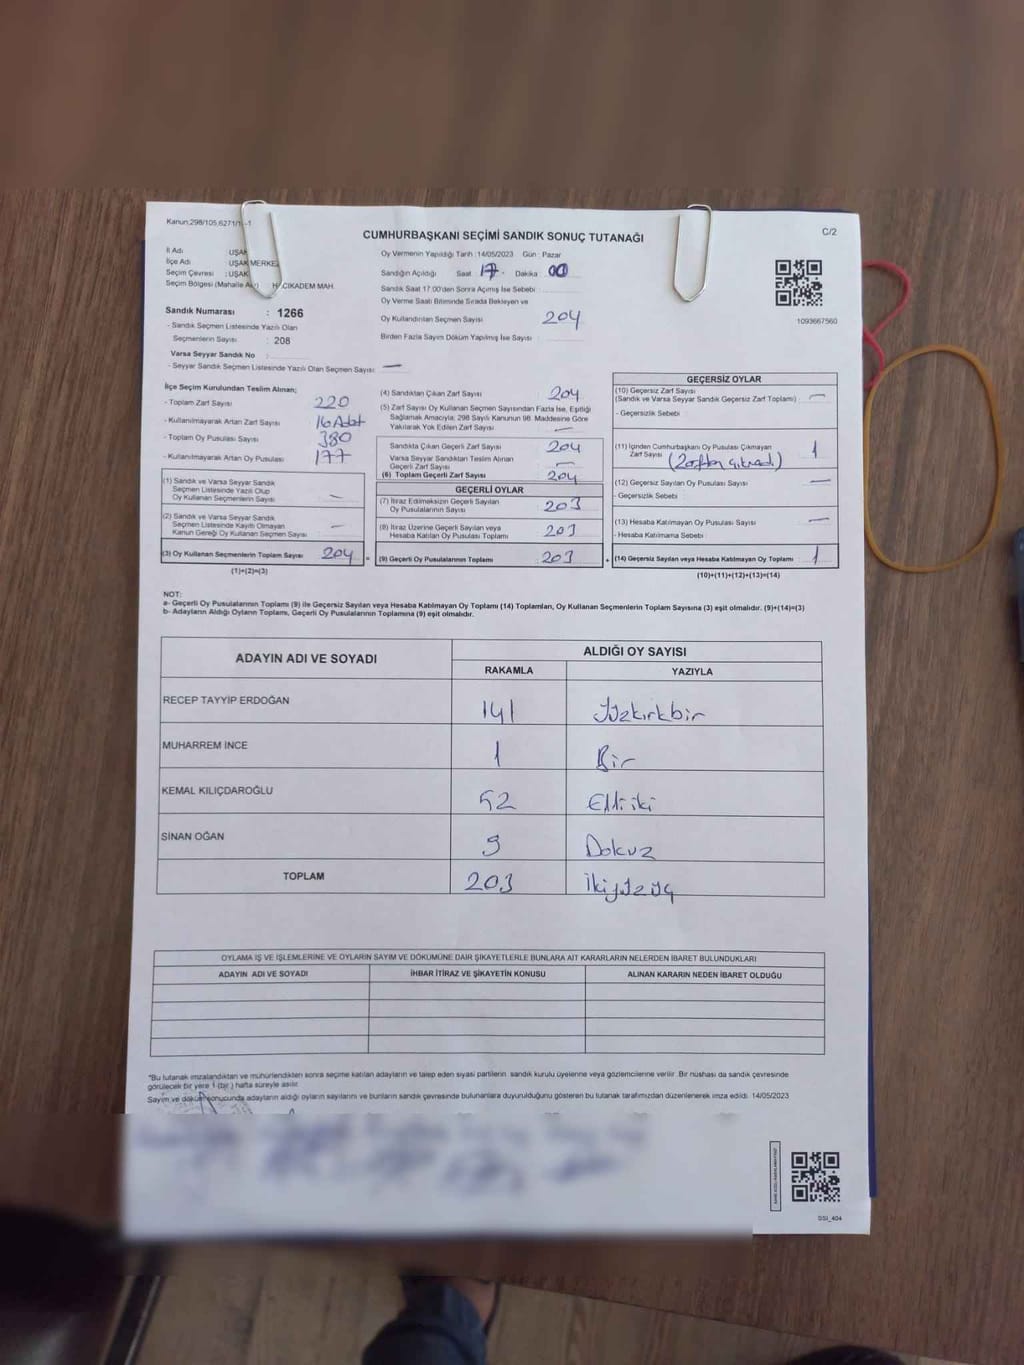 Kanun:298/105,6271/1 -1
C/2
CUMHURBAŞKANI SEÇİMİ SANDIK SONUÇ TUTANAĞI
İl Adı UŞAK
İlçe Adı UŞAK MERKEZ
Seçim Çevresi : UŞAK
Seçim Bölgesi (Mahalle HACIKADEM MAH.
Sandık Numarası : 1266
- Sandık Seçmen Listesinde Yazılı Olan
Seçmenlerin Sayısı : 208
Varsa Seyyar Sandık No :
- Seyyar Sandık Seçmen Listesinde Yazılı Olan Seçmen Sayısı: —
Oy Vermenin Yapıldığı Tarih :14/05/2023 Gün : Pazar
Sandığın Açıldığı Saat 17 Dakika 00
Sandık Saat 17:00'den Sonra Açılmış İse Sebebi :
Oy Verme Saati Bitiminde Sırada Bekleyen ve
Oy Kullandırılan Seçmen Sayısı 204
Birden Fazla Sayım Döküm Yapılmış İse Sayısı :
1093667560
İlçe Seçim Kurulundan Teslim Alınan;
- Toplam Zarf Sayısı 220
- Kullanılmayarak Artan Zarf Sayısı 16 Adet
- Toplam Oy Pusulası Sayısı 380
- Kullanılmayarak Artan Oy Pusulası 177
(1) Sandık ve Varsa Seyyar Sandık
Seçmen Listesinde Yazılı Olup
Oy Kullanan Seçmenlerin Sayısı —
(2) Sandık ve Varsa Seyyar Sandık
Seçmen Listesinde Kayıtlı Olmayan
Kanun Gereği Oy Kullanan Seçmen Sayısı —
(3) Oy Kullanan Seçmenlerin Toplam Sayısı 204 =
(1)+(2)=(3)
(4) Sandıktan Çıkan Zarf Sayısı 204
(5) Zarf Sayısı Oy Kullanan Seçmen Sayısından Fazla İse, Eşitliği
Sağlamak Amacıyla; 298 Sayılı Kanunun 98. Maddesine Göre
Yakılarak Yok Edilen Zarf Sayısı : —
Sandıkta Çıkan Geçerli Zarf Sayısı 204
Varsa Seyyar Sandıktan Teslim Alınan
Geçerli Zarf Sayısı —
(6) Toplam Geçerli Zarf Sayısı 204
GEÇERLİ OYLAR
(7) İtiraz Edilmeksizin Geçerli Sayılan
Oy Pusulalarının Sayısı : 203
(8) İtiraz Üzerine Geçerli Sayılan veya
Hesaba Katılan Oy Pusulalarının Toplamı 203
(9) Geçerli Oy Pusulalarının Toplamı : 203 +
GEÇERSİZ OYLAR
(10) Geçersiz Zarf Sayısı
(Sandık ve Varsa Seyyar Sandık Geçersiz Zarf Toplamı) : —
- Geçersizlik Sebebi
(11) İçinden Cumhurbaşkanı Oy Pusulası Çıkmayan
Zarf Sayısı 1
(Zarftan çıkmadı)
(12) Geçersiz Sayılan Oy Pusulası Sayısı —
- Geçersizlik Sebebi
(13) Hesaba Katılmayan Oy Pusulası Sayısı —
- Hesaba Katılmama Sebebi :
(14) Geçersiz Sayılan veya Hesaba Katılmayan Oy Toplamı 1
(10)+(11)+(12)+(13)=(14)
NOT:
a- Geçerli Oy Pusulalarının Toplamı (9) ile Geçersiz Sayılan veya Hesaba Katılmayan Oy Toplamı (14) Toplamları, Oy Kullanan Seçmenlerin Toplam Sayısına (3) eşit olmalıdır. (9)+(14)=(3)
b- Adayların Aldığı Oyların Toplamı, Geçerli Oy Pusulalarının Toplamına (9) eşit olmalıdır.
ADAYIN ADI VE SOYADI
ALDIĞI OY SAYISI
RAKAMLA YAZIYLA
RECEP TAYYİP ERDOĞAN 141 Yüzkırkbir
MUHARREM İNCE 1 Bir
KEMAL KILIÇDAROĞLU 52 Elli iki
SİNAN OĞAN 9 Dokuz
TOPLAM 203 İkiyüzüç
OYLAMA İŞ VE İŞLEMLERİNE VE OYLARIN SAYIM VE DÖKÜMÜNE DAİR ŞİKAYETLERLE BUNLARA AİT KARARLARIN NELERDEN İBARET BULUNDUKLARI
ADAYIN ADI VE SOYADI İHBAR İTİRAZ VE ŞİKAYETİN KONUSU ALINAN KARARIN NEDEN İBARET OLDUĞU
*Bu tutanak imzalandıktan ve mühürlendikten sonra seçime katılan adayların ve talep eden siyasi partilerin sandık kurulu üyelerine veya gözlemcilerine verilir. Bir nüshası da sandık çevresinde
görülecek bir yere 1 (bir) hafta süreyle asılır.
Sayım ve döküm sonucunda adayların aldığı oyların sayılarını ve bunların sandık çevresinde bulunanlara duyurulduğunu gösteren bu tutanak tarafımızdan düzenlenerek imza edildi. 14/05/2023